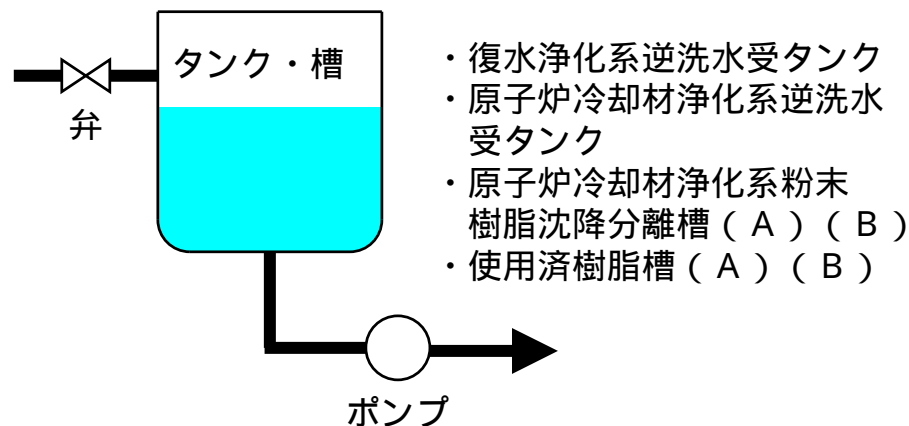 タンク・槽
弁
・復水浄化系逆洗水受タンク
・原子炉冷却材浄化系逆洗水
受タンク
・原子炉冷却材浄化系粉末
樹脂沈降分離槽(A)(B)
・使用済樹脂槽(A)(B)
ポンプ